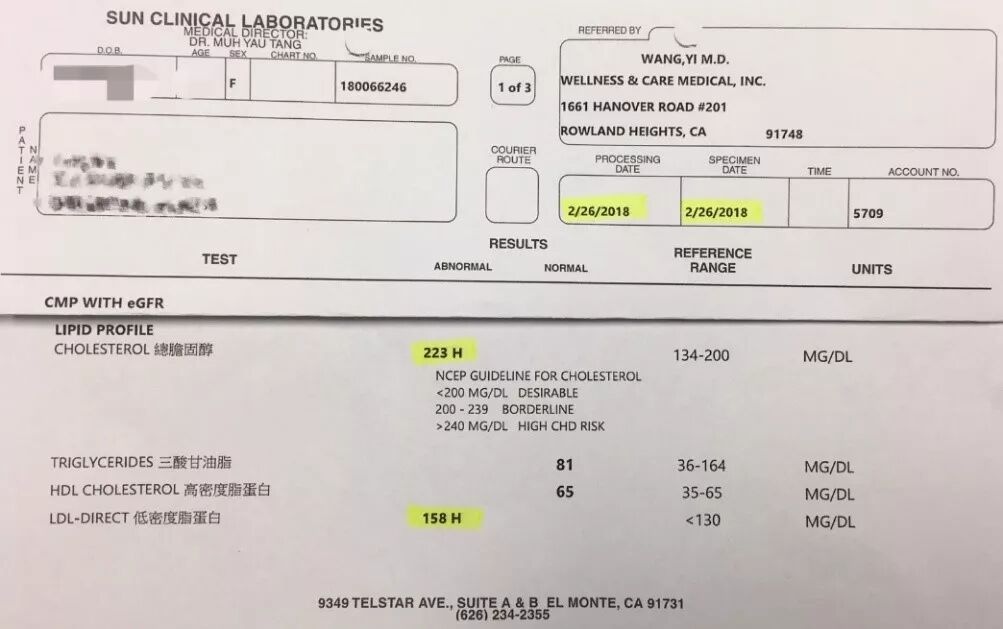 SUN CLINICAL LABORATORIES
MEDICAL DIRECTOR:
DR. MUH YAU TANG
D.O.B. AGE SEX CHART NO. SAMPLE NO.
F 180066246
PAGE
1 of 3
REFERRED BY
WANG,YI M.D.
WELLNESS & CARE MEDICAL, INC.
1661 HANOVER ROAD #201
ROWLAND HEIGHTS, CA 91748
PATIENT NAME
COURIER ROUTE
PROCESSING DATE SPECIMEN DATE TIME ACCOUNT NO.
2/26/2018 2/26/2018 5709
TEST RESULTS REFERENCE RANGE UNITS
ABNORMAL NORMAL
CMP WITH eGFR
LIPID PROFILE
CHOLESTEROL 總膽固醇 223 H 134-200 MG/DL
NCEP GUIDELINE FOR CHOLESTEROL
<200 MG/DL DESIRABLE
200 - 239 BORDERLINE
>240 MG/DL HIGH CHD RISK
TRIGLYCERIDES 三酸甘油脂 81 36-164 MG/DL
HDL CHOLESTEROL 高密度脂蛋白 65 35-65 MG/DL
LDL-DIRECT 低密度脂蛋白 158 H <130 MG/DL
9349 TELSTAR AVE., SUITE A & B EL MONTE, CA 91731
(626) 234-2355